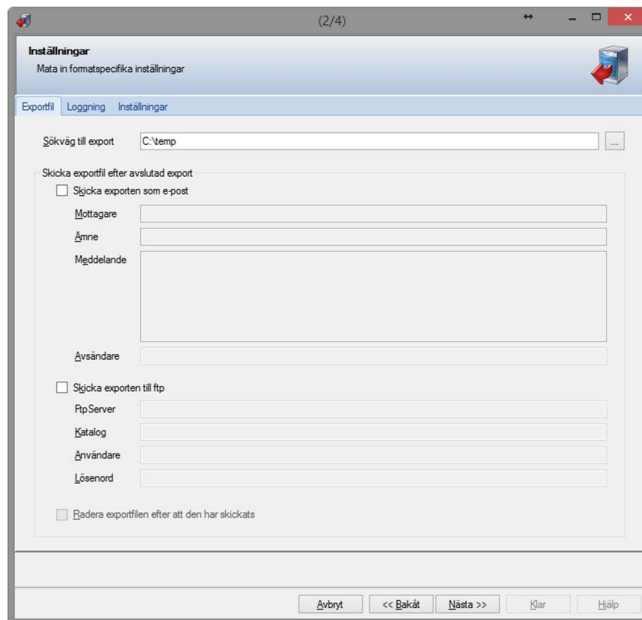 (2/4)
Inställningar
Mata in formatspecifika inställningar
Exportfil Loggning Inställningar
Sökväg till export C:\temp ...
Skicka exportfil efter avslutad export
Skicka exporten som e-post
Mottagare
Ämne
Meddelande
Avsändare
Skicka exporten till ftp
FtpServer
Katalog
Användare
Lösenord
Radera exportfilen efter att den har skickats
Avbryt << Bakåt Nästa >> Klar Hjälp